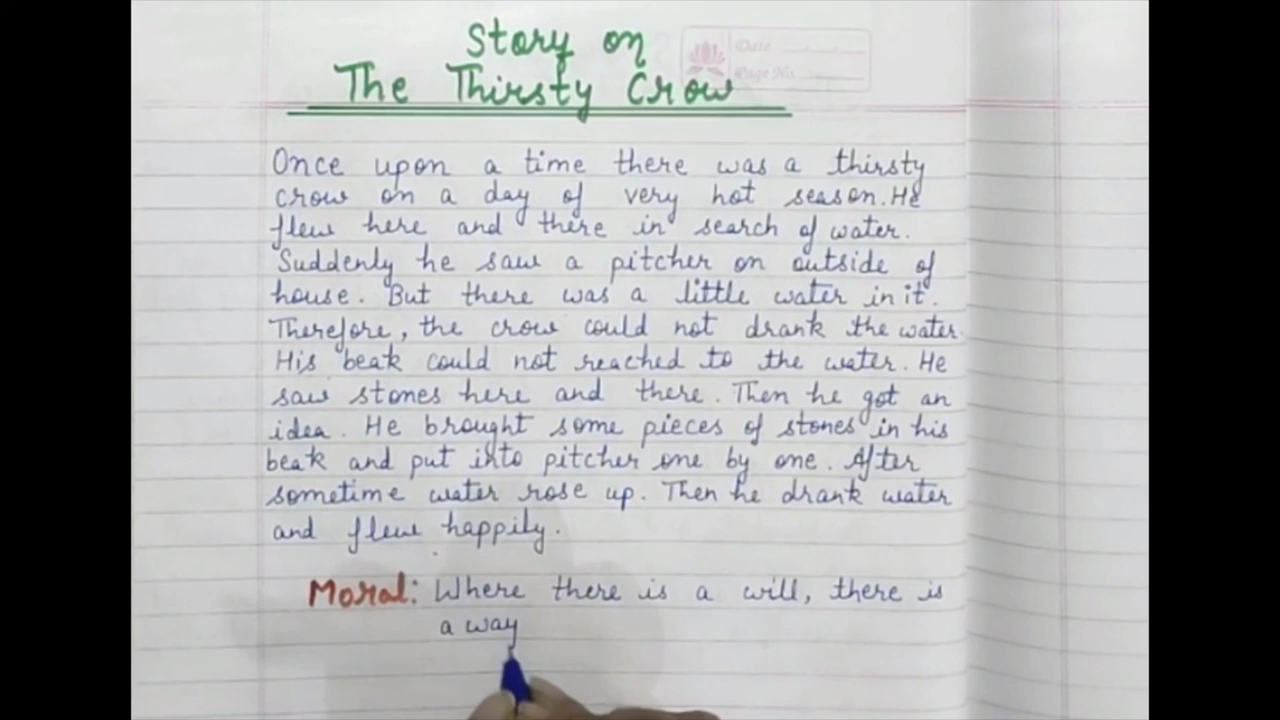 Story on
The Thirsty Crow
Date
Page No.
Once upon a time there was a thirsty
crow on a day of very hot season. He
flew here and there in search of water.
Suddenly he saw a pitcher on outside of
house. But there was a little water in it.
Therefore, the crow could not drank the water.
His beak could not reached to the water. He
saw stones here and there. Then he got an
idea. He brought some pieces of stones in his
beak and put into pitcher one by one. After
sometime water rose up. Then he drank water
and flew happily.
Moral: Where there is a will, there is
a way